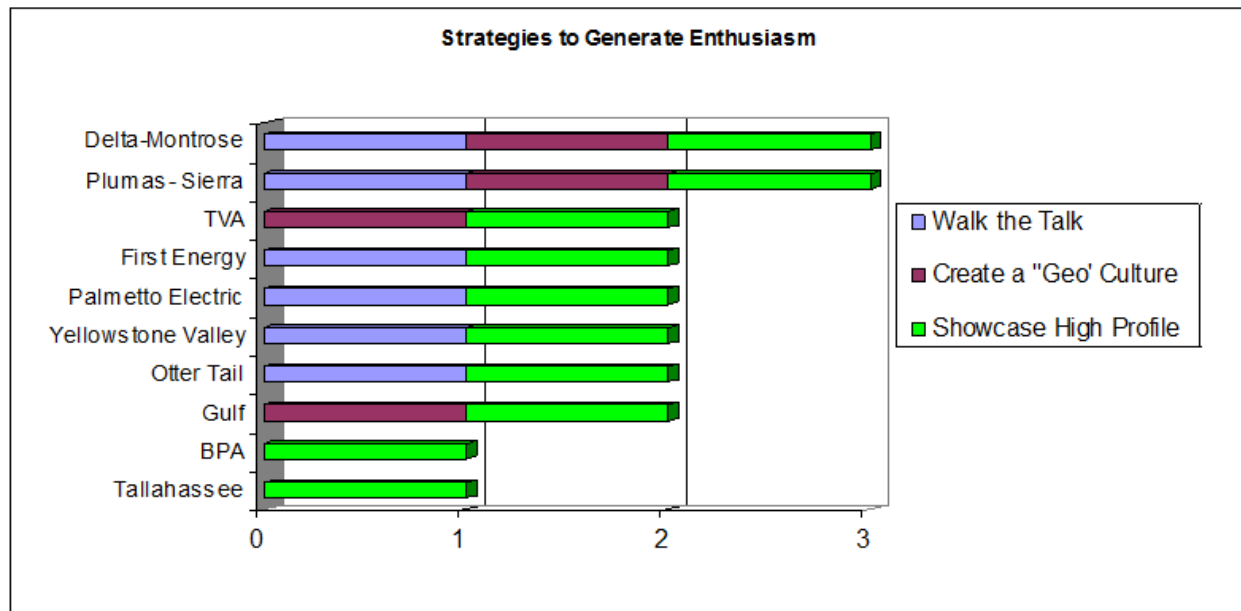 Strategies to Generate Enthusiasm
Delta-Montrose
Plumas-Sierra
TVA
First Energy
Palmetto Electric
Yellowstone Valley
Otter Tail
Gulf
BPA
Tallahassee
0 1 2 3
Walk the Talk
Create a "Geo' Culture
Showcase High Profile